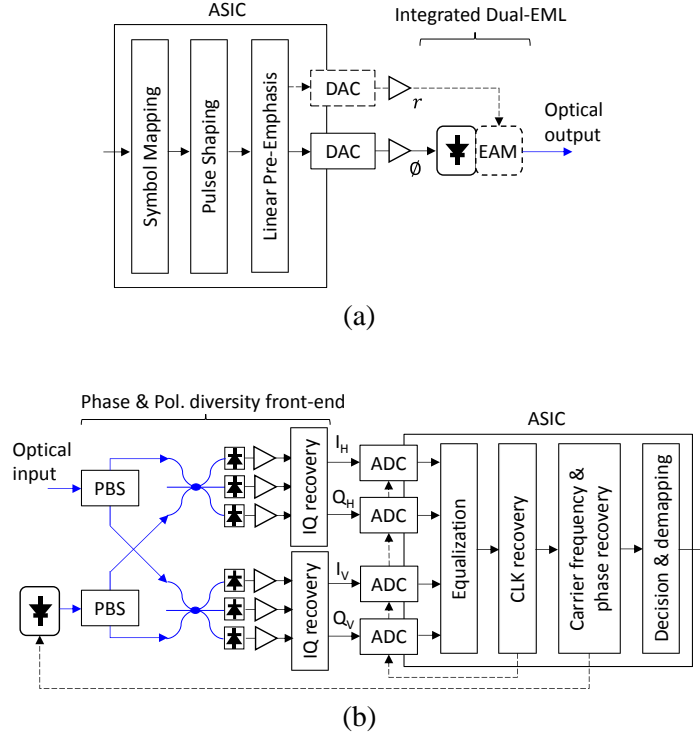 ASIC
Integrated Dual-EML
Symbol Mapping
Pulse Shaping
Linear Pre-Emphasis
DAC
r
DAC
∅
EAM
Optical output
(a)
Phase & Pol. diversity front-end
ASIC
Optical input
PBS
PBS
IQ recovery
IQ recovery
I_H
Q_H
I_V
Q_V
ADC
ADC
ADC
ADC
Equalization
CLK recovery
Carrier frequency & phase recovery
Decision & demapping
(b)